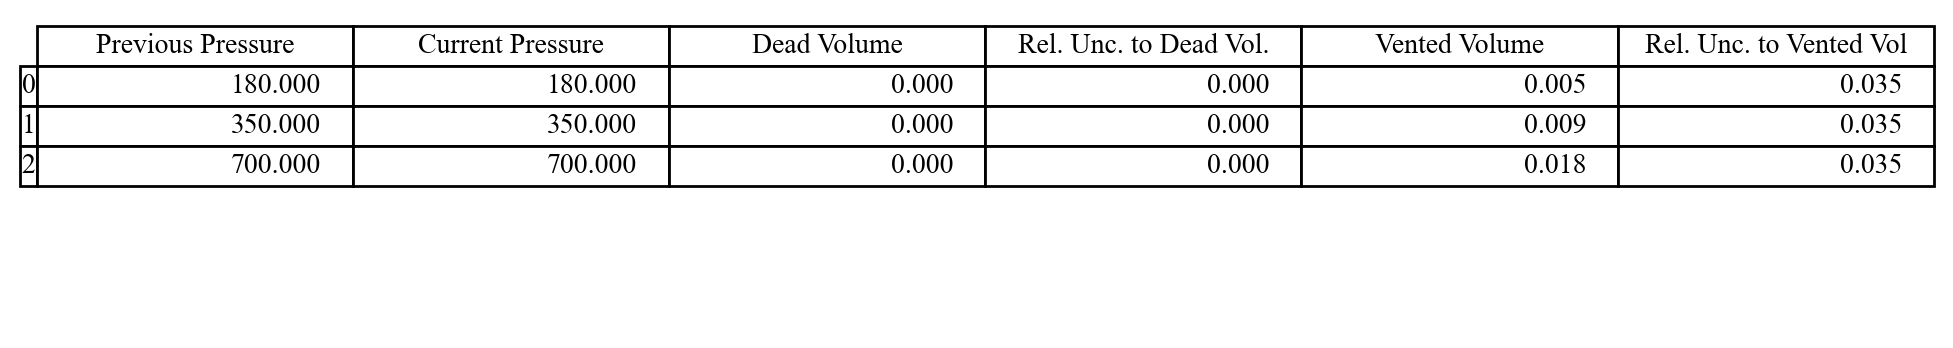 Previous Pressure Current Pressure Dead Volume Rel. Unc. to Dead Vol. Vented Volume Rel. Unc. to Vented Vol
0 180.000 180.000 0.000 0.000 0.005 0.035
1 350.000 350.000 0.000 0.000 0.009 0.035
2 700.000 700.000 0.000 0.000 0.018 0.035